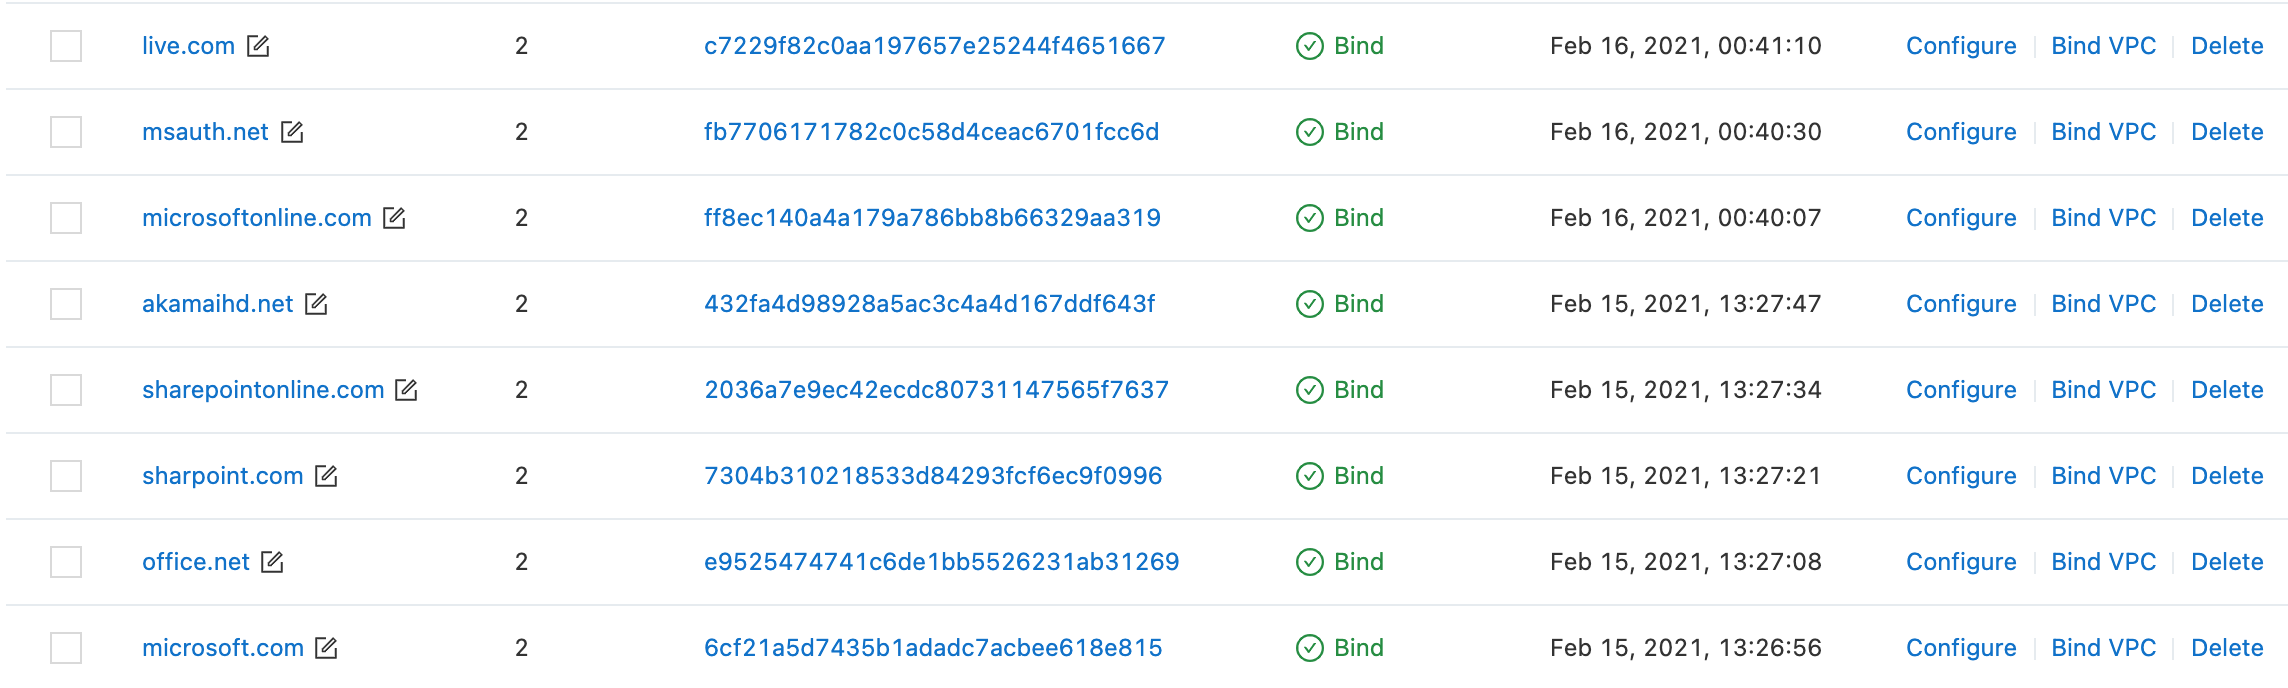 live.com 2 c7229f82c0aa197657e25244f4651667 Bind Feb 16, 2021, 00:41:10 Configure Bind VPC Delete
msauth.net 2 fb7706171782c0c58d4ceac6701fcc6d Bind Feb 16, 2021, 00:40:30 Configure Bind VPC Delete
microsoftonline.com 2 ff8ec140a4a179a786bb8b66329aa319 Bind Feb 16, 2021, 00:40:07 Configure Bind VPC Delete
akamaihd.net 2 432fa4d98928a5ac3c4a4d167ddf643f Bind Feb 15, 2021, 13:27:47 Configure Bind VPC Delete
sharepointonline.com 2 2036a7e9ec42ecdc80731147565f7637 Bind Feb 15, 2021, 13:27:34 Configure Bind VPC Delete
sharpoint.com 2 7304b310218533d84293fcf6ec9f0996 Bind Feb 15, 2021, 13:27:21 Configure Bind VPC Delete
office.net 2 e9525474741c6de1bb5526231ab31269 Bind Feb 15, 2021, 13:27:08 Configure Bind VPC Delete
microsoft.com 2 6cf21a5d7435b1adadc7acbee618e815 Bind Feb 15, 2021, 13:26:56 Configure Bind VPC Delete